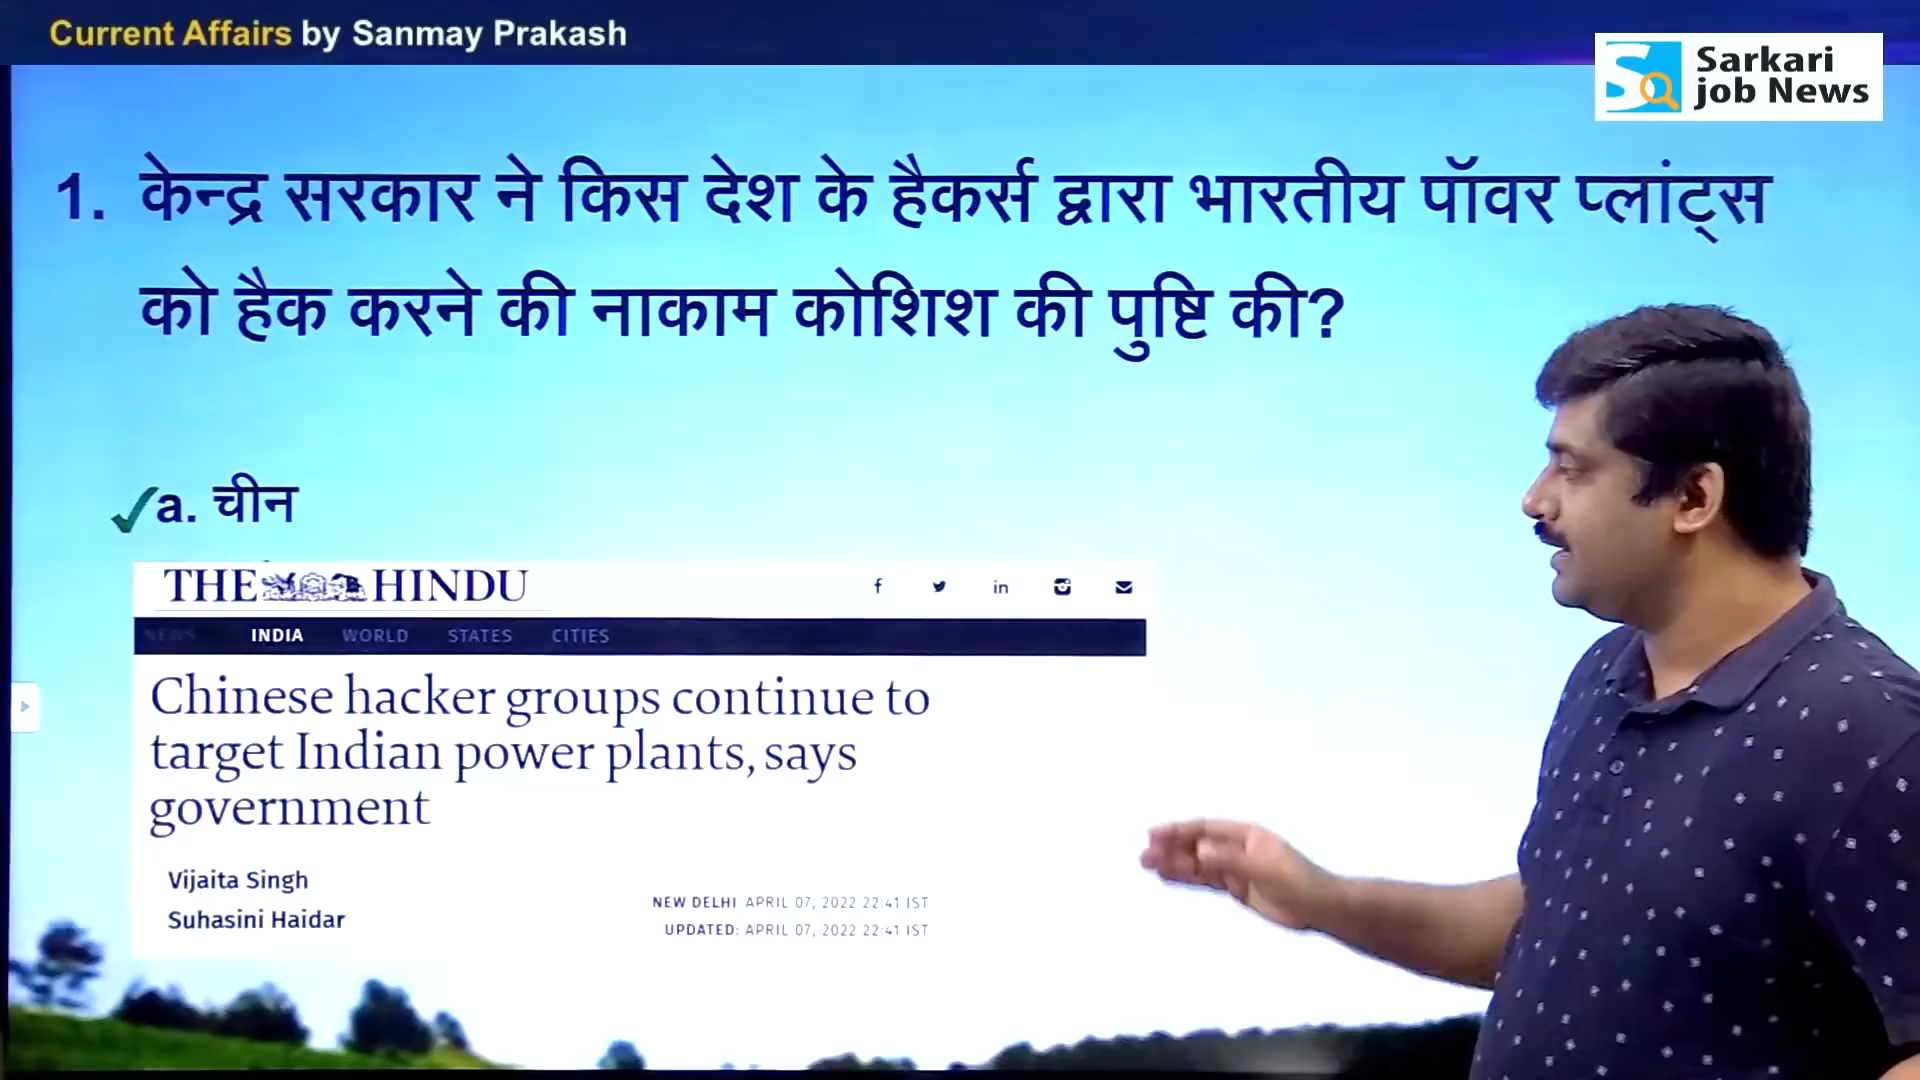 Current Affairs by Sanmay Prakash
Sarkari
job News
1. केन्द्र सरकार ने किस देश के हैकर्स द्वारा भारतीय पॉवर प्लांट्स
को हैक करने की नाकाम कोशिश की पुष्टि की?
a. चीन
THE HINDU
NEWS INDIA WORLD STATES CITIES
Chinese hacker groups continue to
target Indian power plants, says
government
Vijaita Singh
Suhasini Haidar
NEW DELHI APRIL 07, 2022 22:41 IST
UPDATED: APRIL 07, 2022 22:41 IST